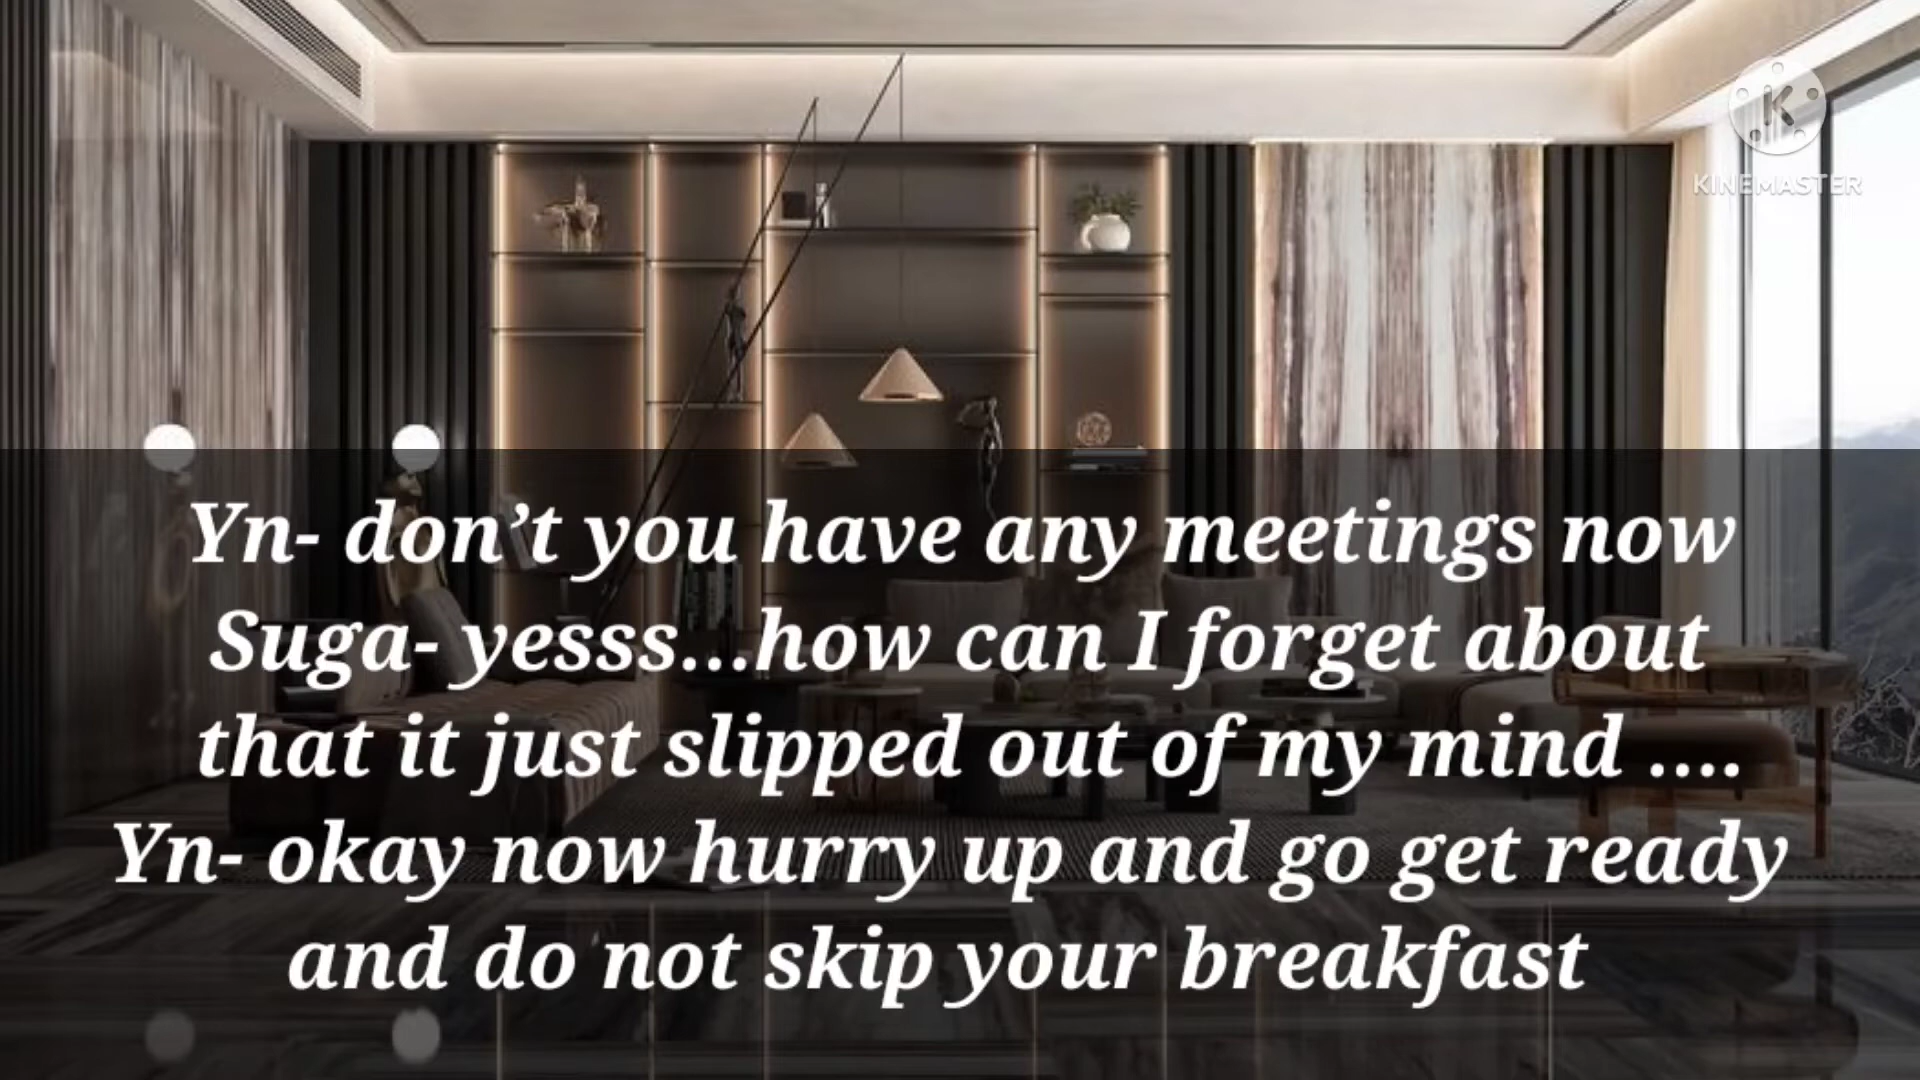 KINEMASTER
Yn- don’t you have any meetings now
Suga- yesss...how can I forget about
that it just slipped out of my mind ....
Yn- okay now hurry up and go get ready
and do not skip your breakfast